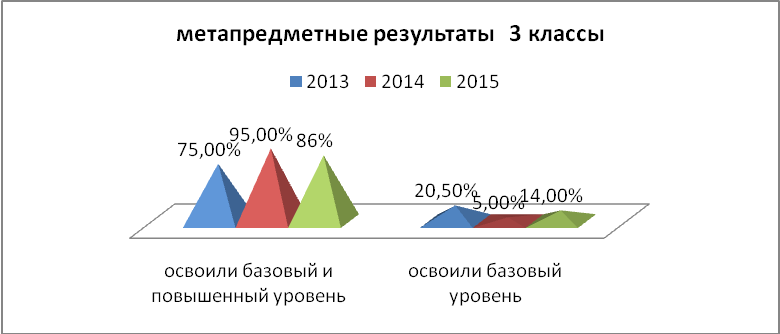 метапредметные результаты 3 классы
2013 2014 2015
75,00% 95,00% 86%
20,50% 5,00% 14,00%
освоили базовый и
повышенный уровень
освоили базовый
уровень